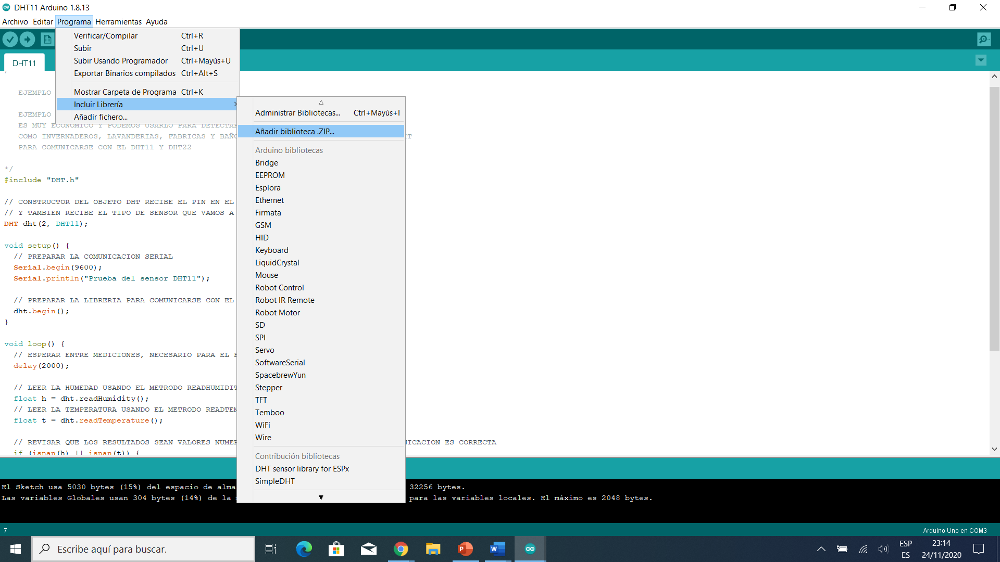 DHT11 Arduino 1.8.13
Archivo Editar Programa Herramientas Ayuda
Verificar/Compilar Ctrl+R
Subir Ctrl+U
Subir Usando Programador Ctrl+Mayús+U
Exportar Binarios compilados Ctrl+Alt+S
Mostrar Carpeta de Programa Ctrl+K
Incluir Librería
Añadir fichero...
Administrar Bibliotecas... Ctrl+Mayús+I
Añadir biblioteca .ZIP...
Arduino bibliotecas
Bridge
EEPROM
Esplora
Ethernet
Firmata
GSM
HID
Keyboard
LiquidCrystal
Mouse
Robot Control
Robot IR Remote
Robot Motor
SD
SPI
Servo
SoftwareSerial
SpacebrewYun
Stepper
TFT
Temboo
WiFi
Wire
Contribución bibliotecas
DHT sensor library for ESPx
SimpleDHT
DHT11
EJEMPLO
EJEMPLO
ES MUY ECONOMICO Y PODEMOS USARLO PARA DETECTAR
COMO INVERNADEROS, LAVANDERIAS, FABRICAS Y
PARA COMUNICARSE CON EL DHT11 Y DHT22
*/
#include "DHT.h"
// CONSTRUCTOR DEL OBJETO DHT RECIBE EL PIN EN EL
// Y TAMBIEN RECIBE EL TIPO DE SENSOR QUE VAMOS A
DHT dht(2, DHT11);
void setup() {
// PREPARAR LA COMUNICACION SERIAL
Serial.begin(9600);
Serial.println("Prueba del sensor DHT11");
// PREPARAR LA LIBRERIA PARA COMUNICARSE CON EL
dht.begin();
}
void loop() {
// ESPERAR ENTRE MEDICIONES, NECESARIO PARA EL
delay(2000);
// LEER LA HUMEDAD USANDO EL METRODO READHUMIDIT
float h = dht.readHumidity();
// LEER LA TEMPERATURA USANDO EL METRODO READTEM
float t = dht.readTemperature();
// REVISAR QUE LOS RESULTADOS SEAN VALORES NUMER NICACION ES CORRECTA
if (isnan(h) || isnan(t)) {
El Sketch usa 5030 bytes (15%) del espacio de alma 32256 bytes.
Las variables Globales usan 304 bytes (14%) de la para las variables locales. El máximo es 2048 bytes.
7
Arduino Uno en COM3
Escribe aquí para buscar.
ESP
ES
23:14
24/11/2020